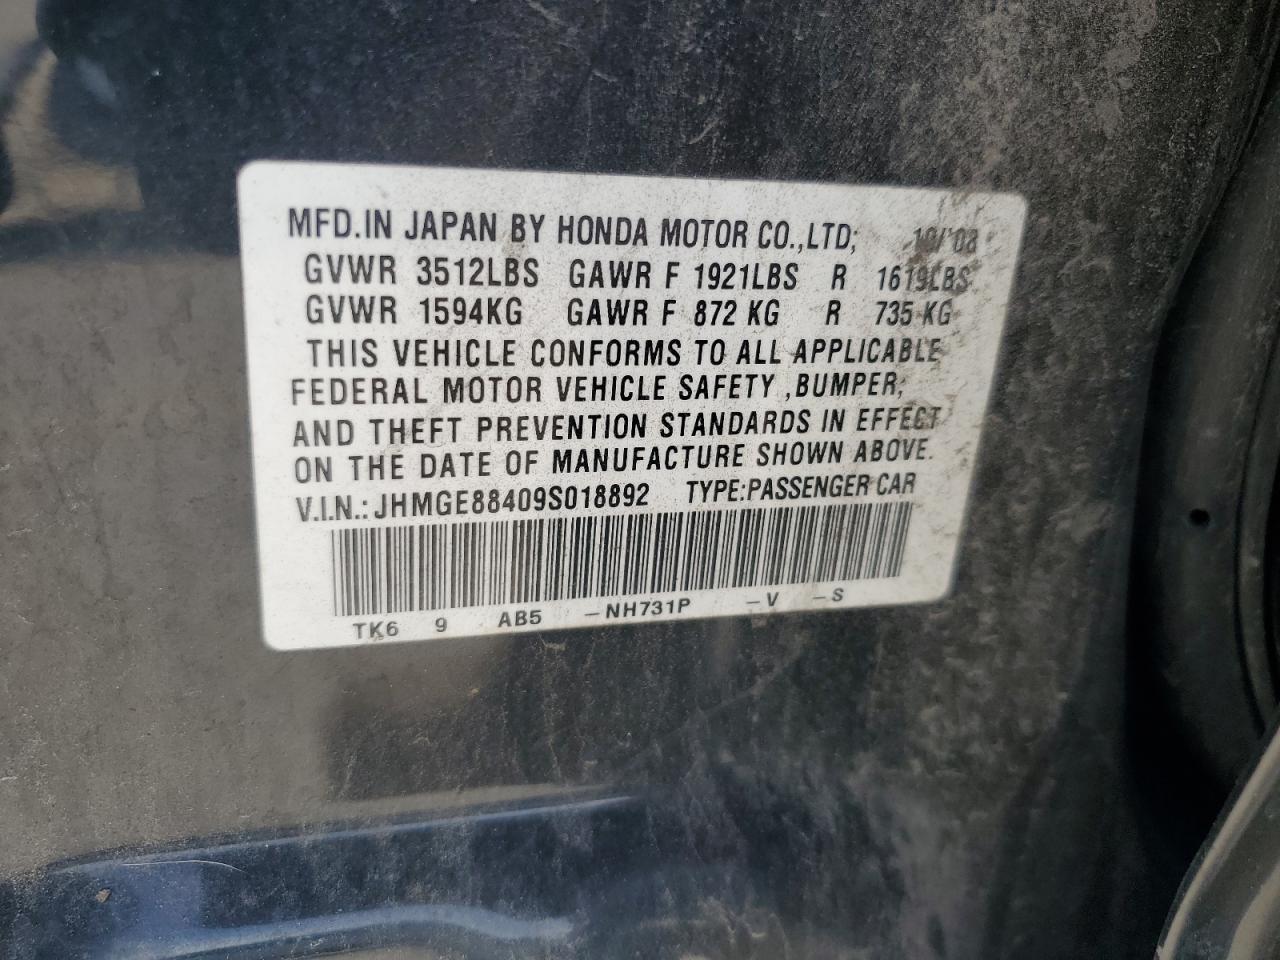 MFD.IN JAPAN BY HONDA MOTOR CO.,LTD; 10/'08
GVWR 3512LBS GAWR F 1921LBS R 1619LBS
GVWR 1594KG GAWR F 872 KG R 735 KG
THIS VEHICLE CONFORMS TO ALL APPLICABLE
FEDERAL MOTOR VEHICLE SAFETY ,BUMPER,
AND THEFT PREVENTION STANDARDS IN EFFECT
ON THE DATE OF MANUFACTURE SHOWN ABOVE.
V.I.N.: JHMGE88409S018892 TYPE:PASSENGER CAR
TK6 9 AB5 –NH731P –V –S